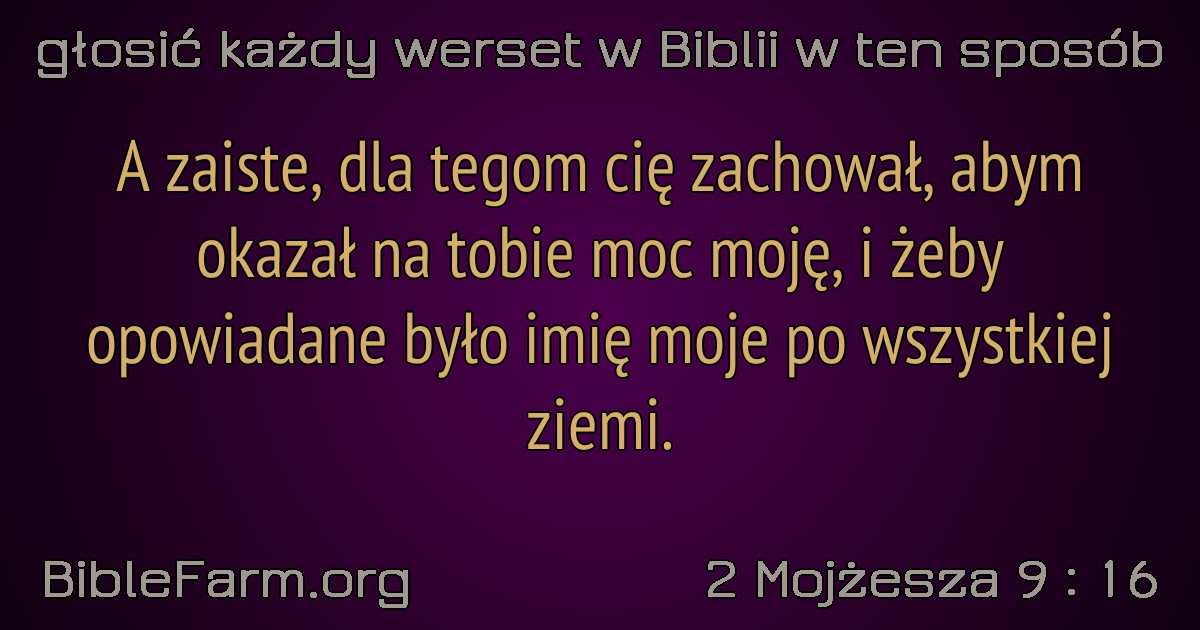 głosić każdy werset w Biblii w ten sposób
A zaiste, dla tegom cię zachował, abym
okazał na tobie moc moję, i żeby
opowiadane było imię moje po wszystkiej
ziemi.
BibleFarm.org
2 Mojżesza 9 : 16